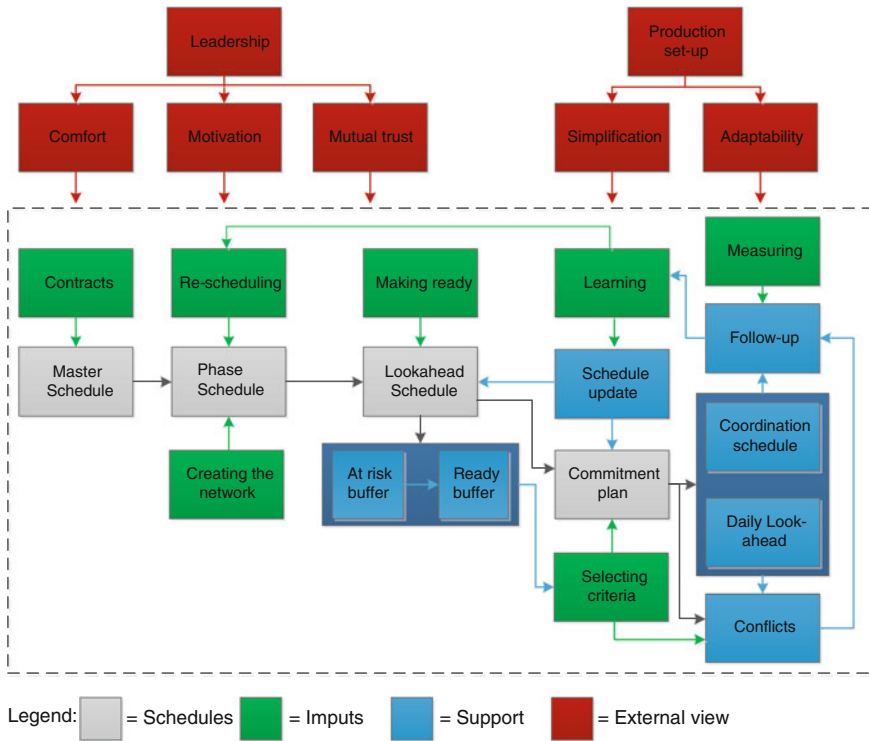 Leadership
Production
set-up
Comfort
Motivation
Mutual trust
Simplification
Adaptability
Contracts
Re-scheduling
Making ready
Learning
Measuring
Master
Schedule
Phase
Schedule
Lookahead
Schedule
Schedule
update
Follow-up
Creating the
network
At risk
buffer
Ready
buffer
Commitment
plan
Coordination
schedule
Daily Look-
ahead
Selecting
criteria
Conflicts
Legend: = Schedules = Imputs = Support = External view